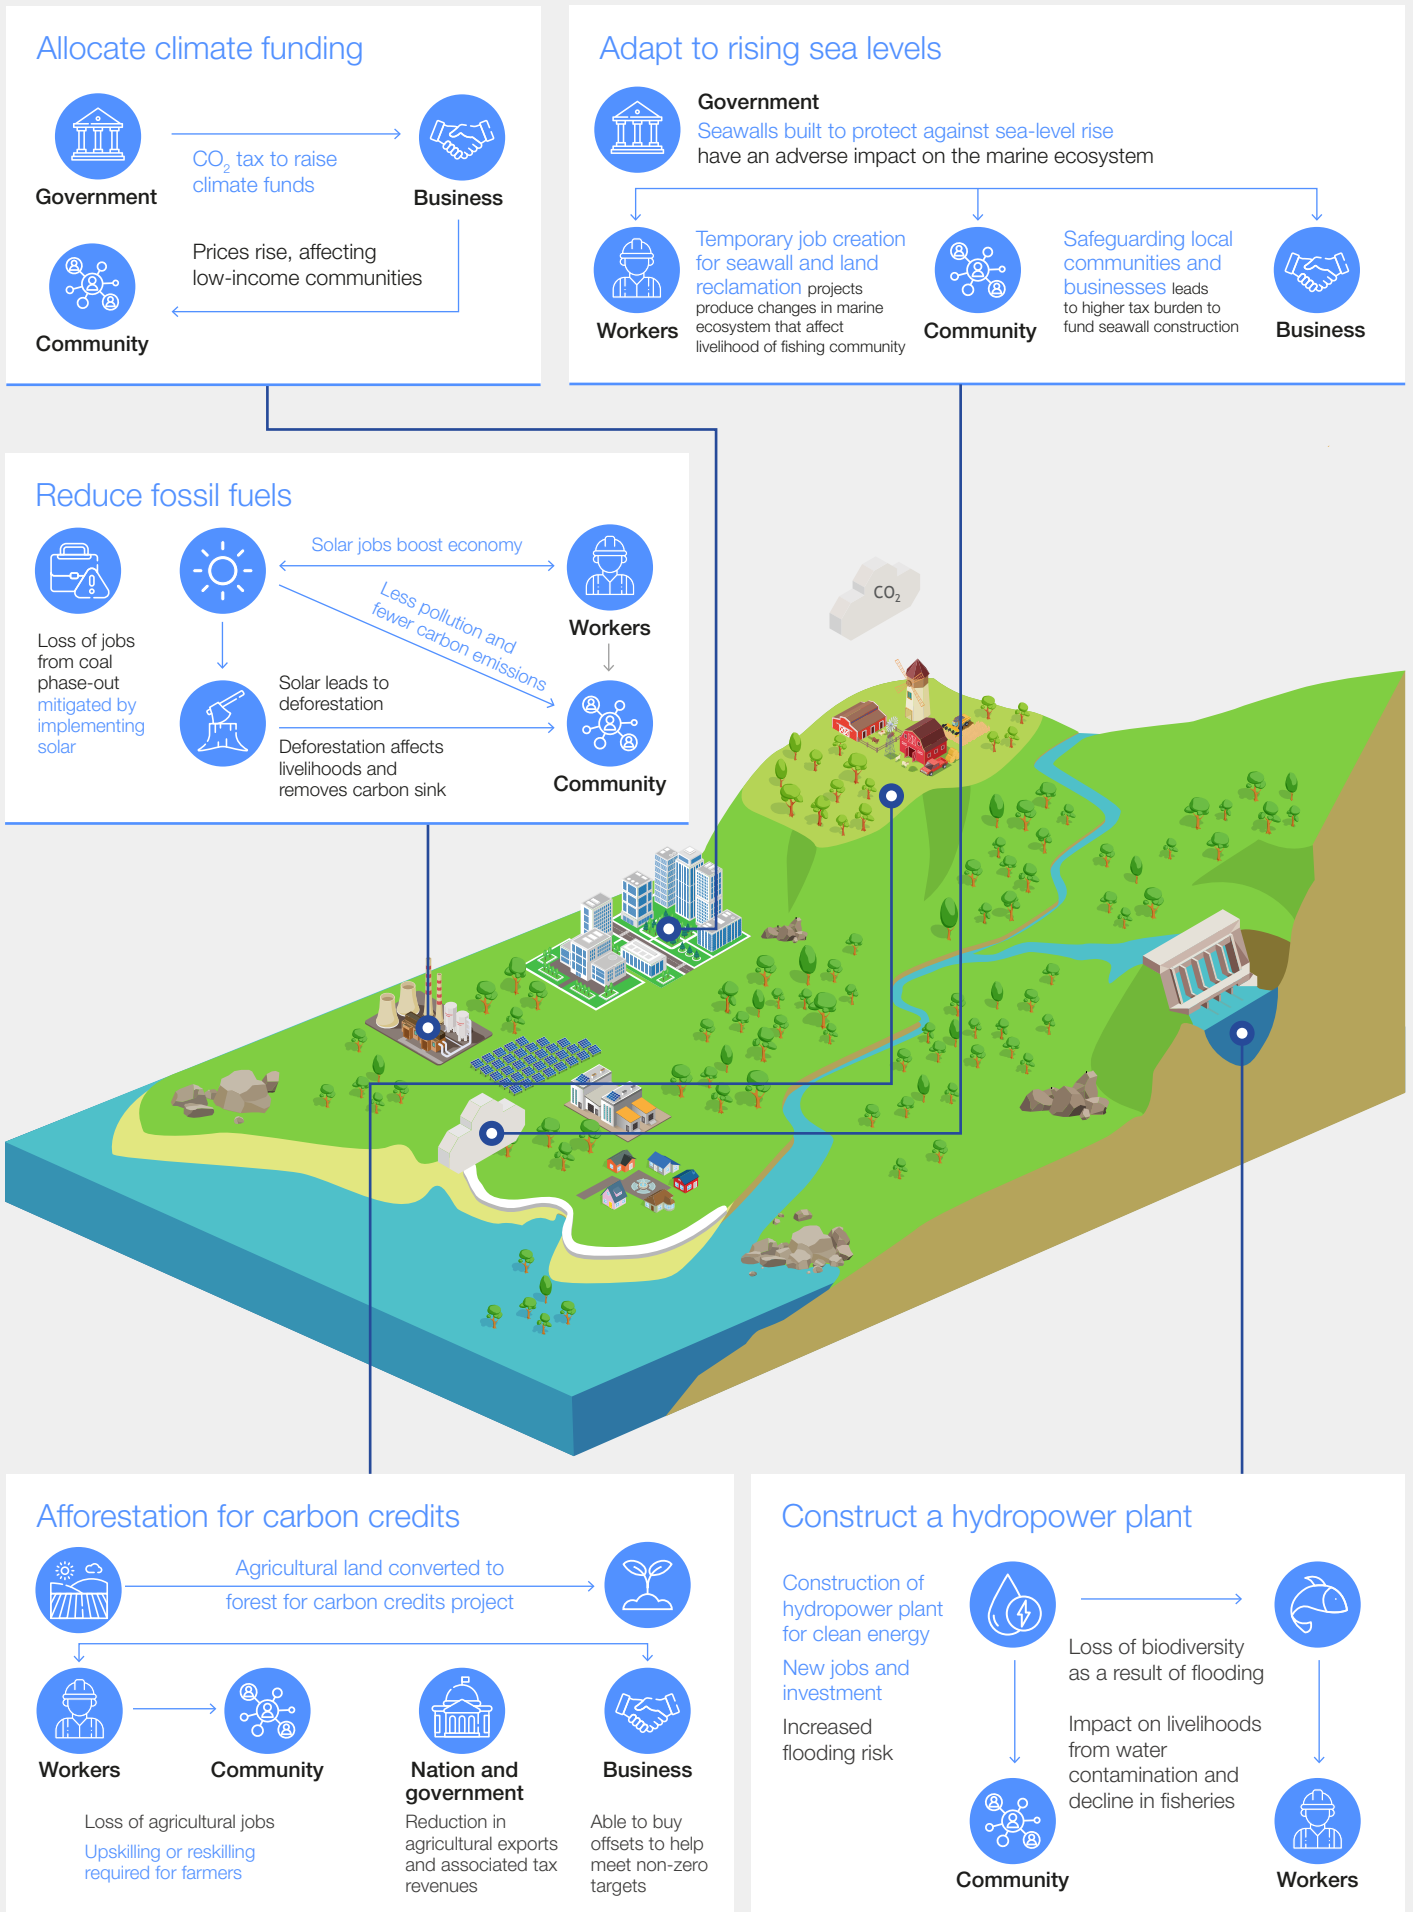 Allocate climate funding
Government
CO₂ tax to raise
climate funds
Business
Prices rise, affecting
low-income communities
Community
Adapt to rising sea levels
Government
Seawalls built to protect against sea-level rise
have an adverse impact on the marine ecosystem
Workers
Temporary job creation
for seawall and land
reclamation projects
produce changes in marine
ecosystem that affect
livelihood of fishing community
Community
Safeguarding local
communities and
businesses leads
to higher tax burden to
fund seawall construction
Business
Reduce fossil fuels
Loss of jobs
from coal
phase-out
mitigated by
implementing
solar
Solar jobs boost economy
Less pollution and
fewer carbon emissions
Workers
Solar leads to
deforestation
Deforestation affects
livelihoods and
removes carbon sink
Community
CO₂
Afforestation for carbon credits
Agricultural land converted to
forest for carbon credits project
Workers
Community
Loss of agricultural jobs
Upskilling or reskilling
required for farmers
Nation and
government
Reduction in
agricultural exports
and associated tax
revenues
Business
Able to buy
offsets to help
meet non-zero
targets
Construct a hydropower plant
Construction of
hydropower plant
for clean energy
New jobs and
investment
Increased
flooding risk
Loss of biodiversity
as a result of flooding
Impact on livelihoods
from water
contamination and
decline in fisheries
Community
Workers